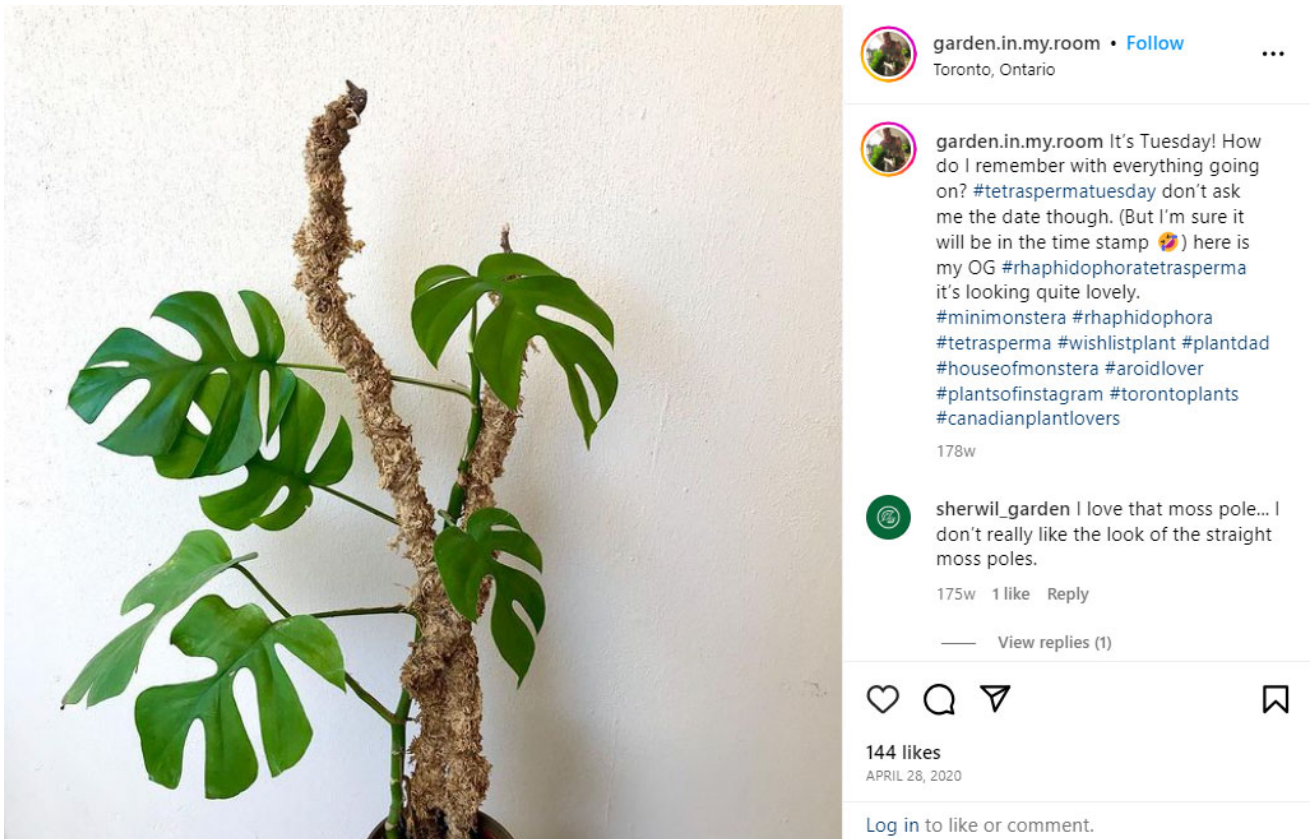 garden.in.my.room • Follow
Toronto, Ontario
garden.in.my.room It's Tuesday! How
do I remember with everything going
on? #tetraspermatuesday don't ask
me the date though. (But I'm sure it
will be in the time stamp 🤣) here is
my OG #rhaphidophoratetrasperma
it's looking quite lovely.
#minimonstera #rhaphidophora
#tetrasperma #wishlistplant #plantdad
#houseofmonstera #aroidlover
#plantsofinstagram #torontoplants
#canadianplantlovers
178w
sherwil_garden I love that moss pole... I
don't really like the look of the straight
moss poles.
175w 1 like Reply
View replies (1)
144 likes
APRIL 28, 2020
Log in to like or comment.